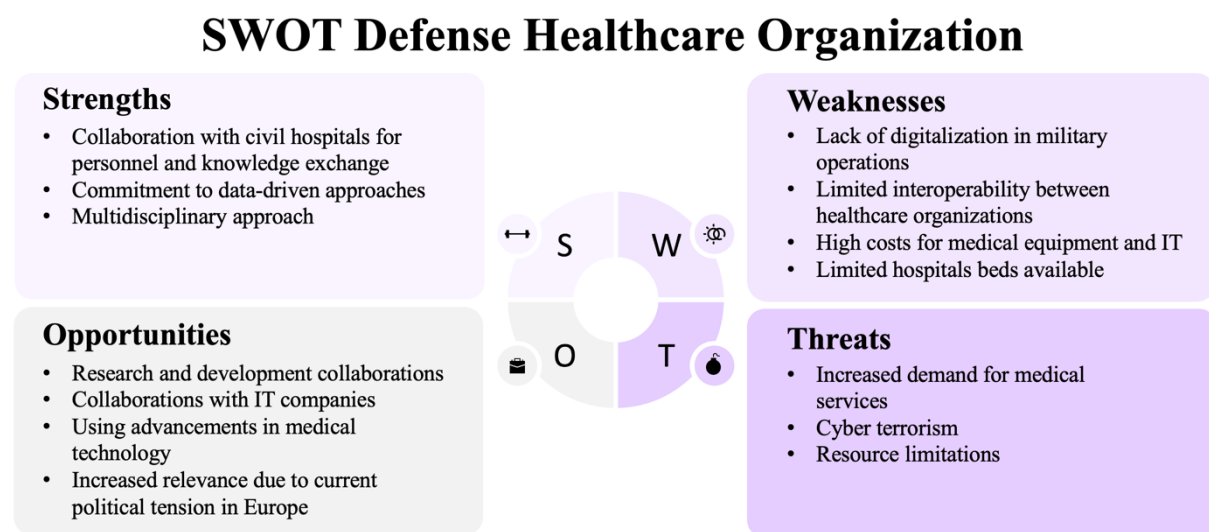 SWOT Defense Healthcare Organization
Strengths
• Collaboration with civil hospitals for
personnel and knowledge exchange
• Commitment to data-driven approaches
• Multidisciplinary approach
Weaknesses
• Lack of digitalization in military
operations
• Limited interoperability between
healthcare organizations
• High costs for medical equipment and IT
• Limited hospitals beds available
S
W
O
T
Opportunities
• Research and development collaborations
• Collaborations with IT companies
• Using advancements in medical
technology
• Increased relevance due to current
political tension in Europe
Threats
• Increased demand for medical
services
• Cyber terrorism
• Resource limitations